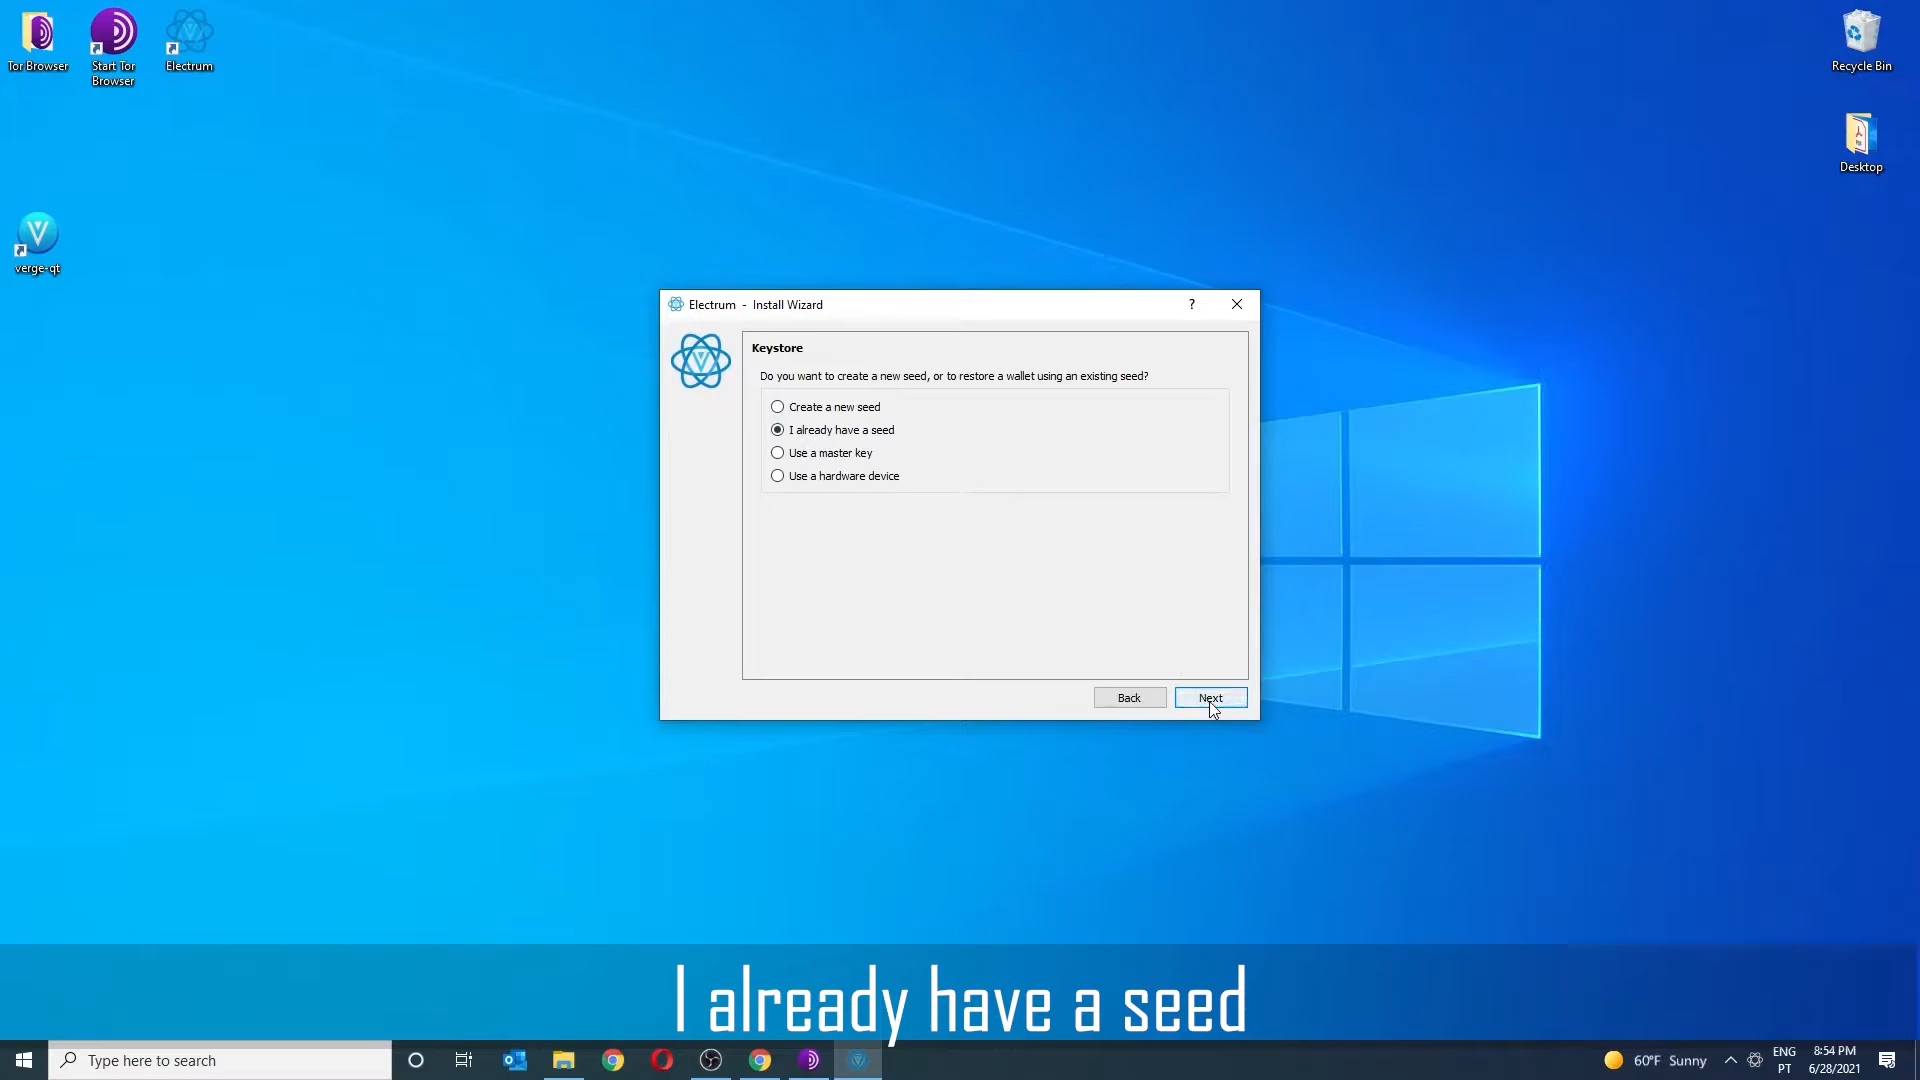 Tor Browser
Start Tor
Browser
Electrum
Recycle Bin
Desktop
verge-qt
Electrum - Install Wizard
?
Keystore
Do you want to create a new seed, or to restore a wallet using an existing seed?
Create a new seed
I already have a seed
Use a master key
Use a hardware device
Back
Next
I already have a seed
Type here to search
60°F Sunny
ENG
PT
8:54 PM
6/28/2021